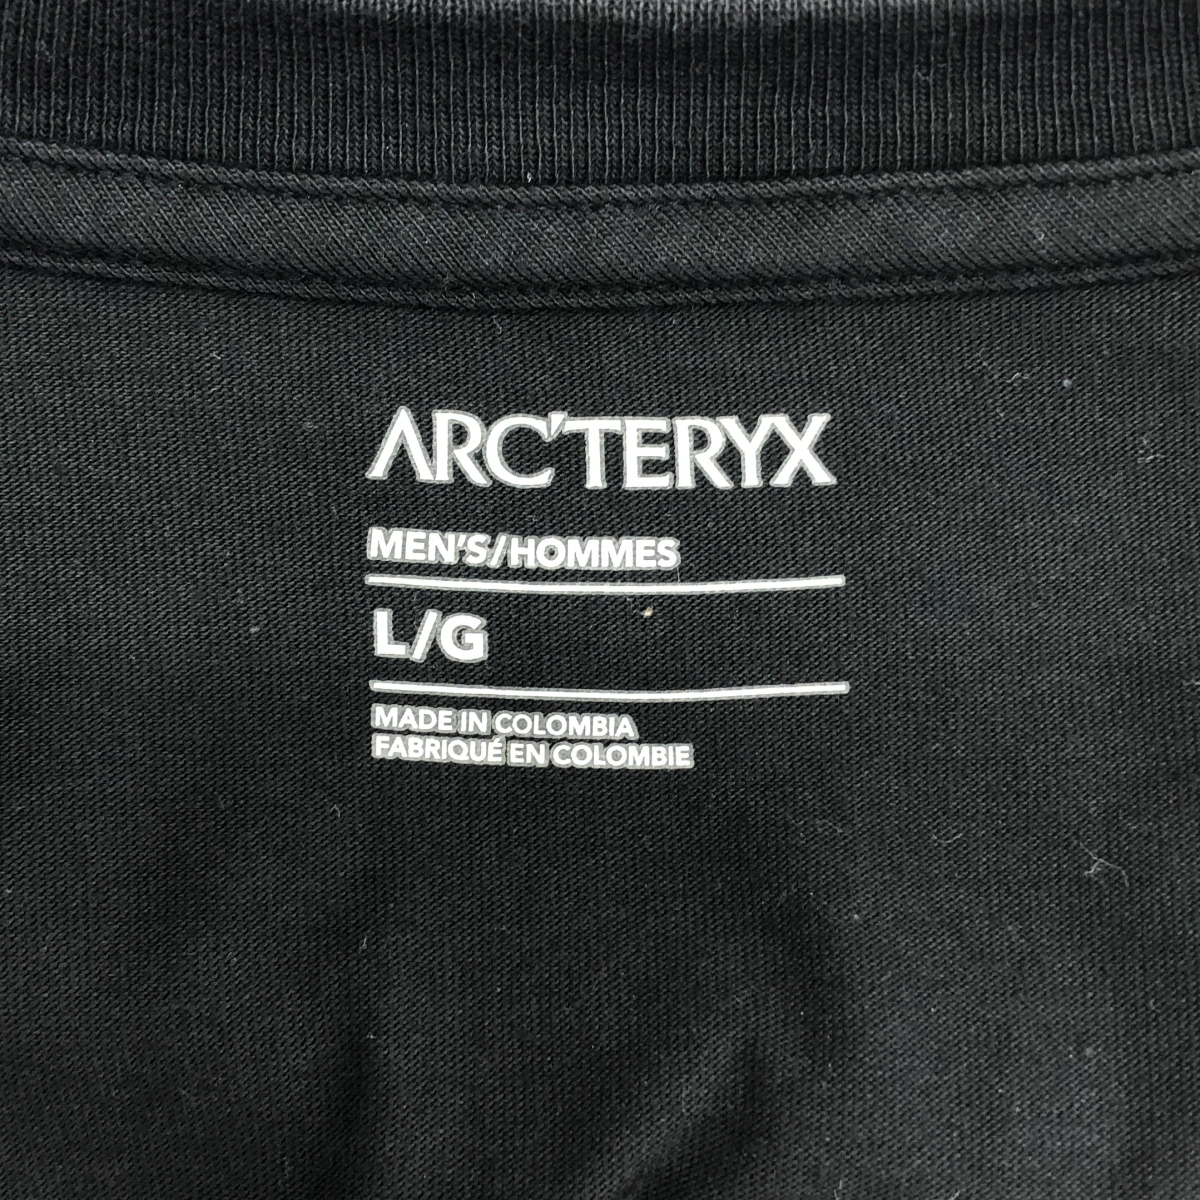 ARC'TERYX
MEN'S/HOMMES
L/G
MADE IN COLOMBIA
FABRIQUÉ EN COLOMBIE